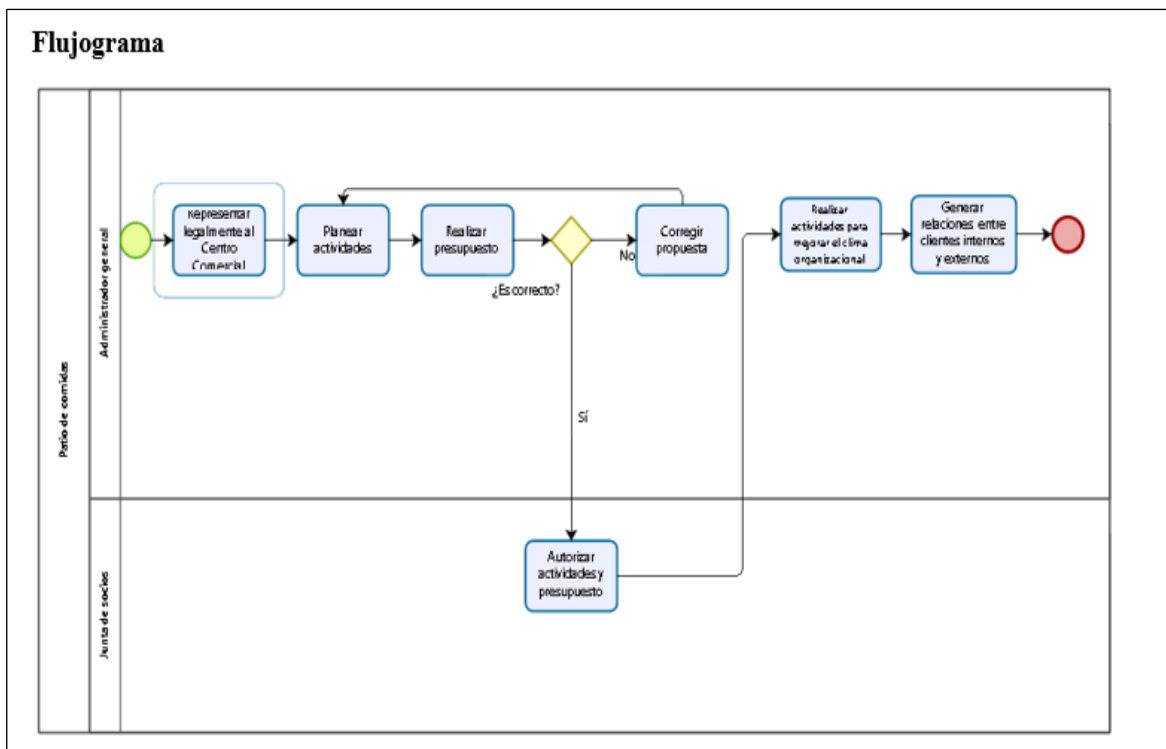 Flujograma
Patio de comidas
Administrador general
Representar
legalmente al
Centro
Comercial
Planear
actividades
Realizar
presupuesto
¿Es correcto?
No
Corregir
propuesta
Realizar
actividades para
mejorar el clima
organizacional
Generar
relaciones entre
clientes internos
y externos
Sí
Junta de socios
Autorizar
actividades y
presupuesto